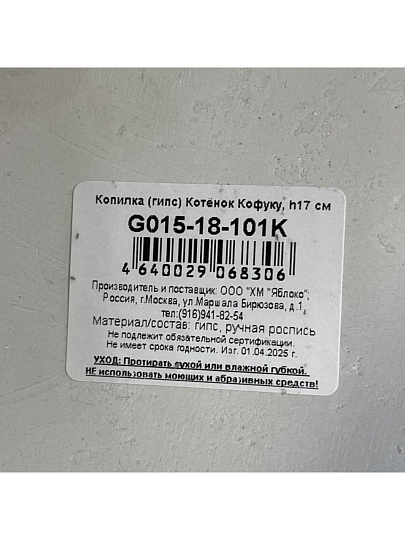 Копилка (гипс) Котёнок Кофуку, h17 см
G015-18-101K
4 640029 068306
Производитель и поставщик: ООО "ХМ "Яблоко";
Россия, г.Москва, ул.Маршала Бирюзова, д.1,
тел:(916)941-82-54
Материал/состав: гипс, ручная роспись
Не подлежит обязательной сертификации.
Не имеет срока годности. Изг. 01.04.2025 г.
УХОД: Протирать сухой или влажной губкой.
НЕ использовать моющих и абразивных средств!